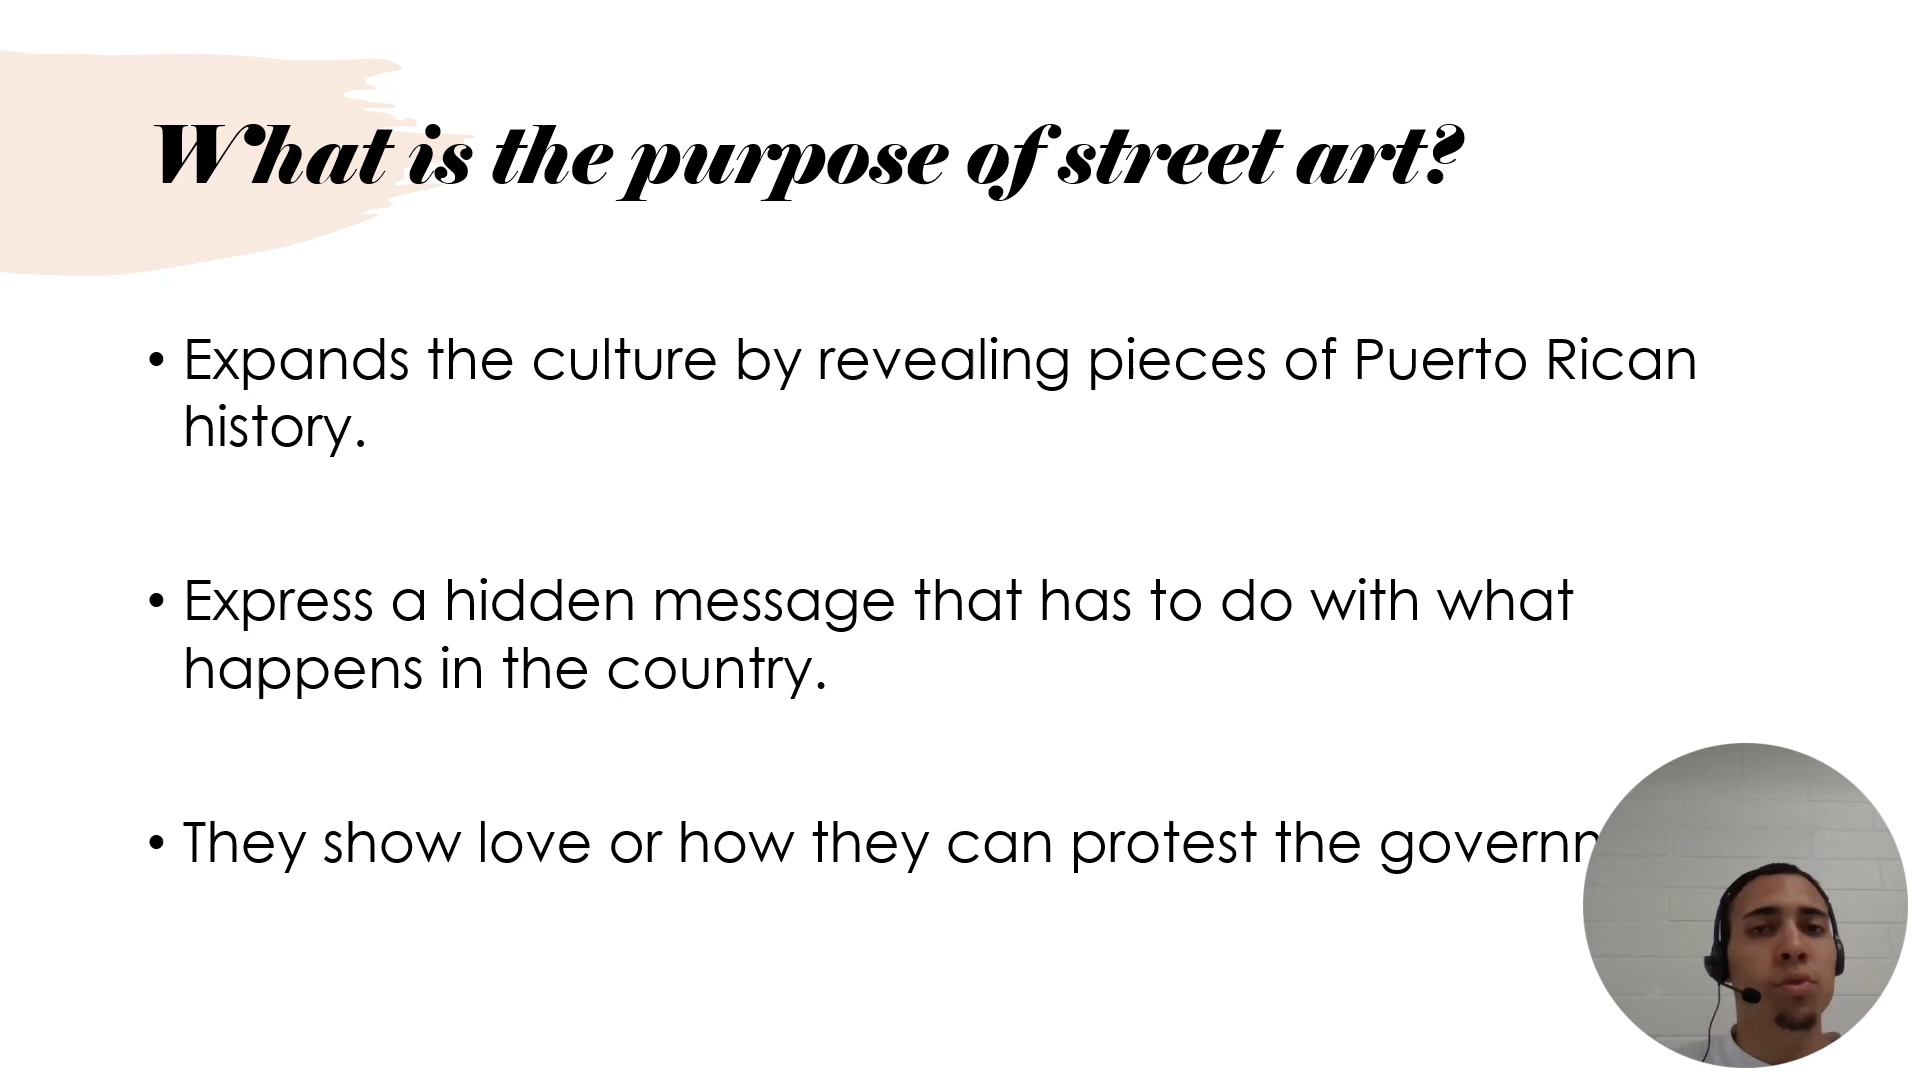 What is the purpose of street art?
• Expands the culture by revealing pieces of Puerto Rican
history.
• Express a hidden message that has to do with what
happens in the country.
• They show love or how they can protest the